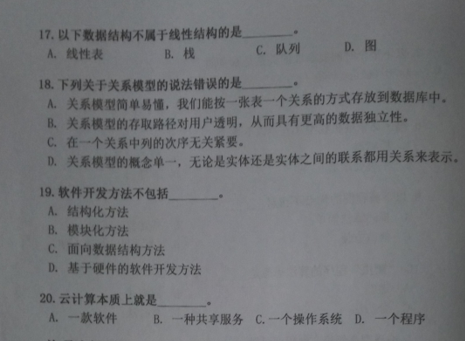 17. 以下数据结构不属于线性结构的是______。
A. 线性表 B. 栈 C. 队列 D. 图
18. 下列关于关系模型的说法错误的是______。
A. 关系模型简单易懂，我们能按一张表一个关系的方式存放到数据库中。
B. 关系模型的存取路径对用户透明，从而具有更高的数据独立性。
C. 在一个关系中列的次序无关紧要。
D. 关系模型的概念单一，无论是实体还是实体之间的联系都用关系来表示。
19. 软件开发方法不包括______。
A. 结构化方法
B. 模块化方法
C. 面向数据结构方法
D. 基于硬件的软件开发方法
20. 云计算本质上就是______。
A. 一款软件 B. 一种共享服务 C. 一个操作系统 D. 一个程序